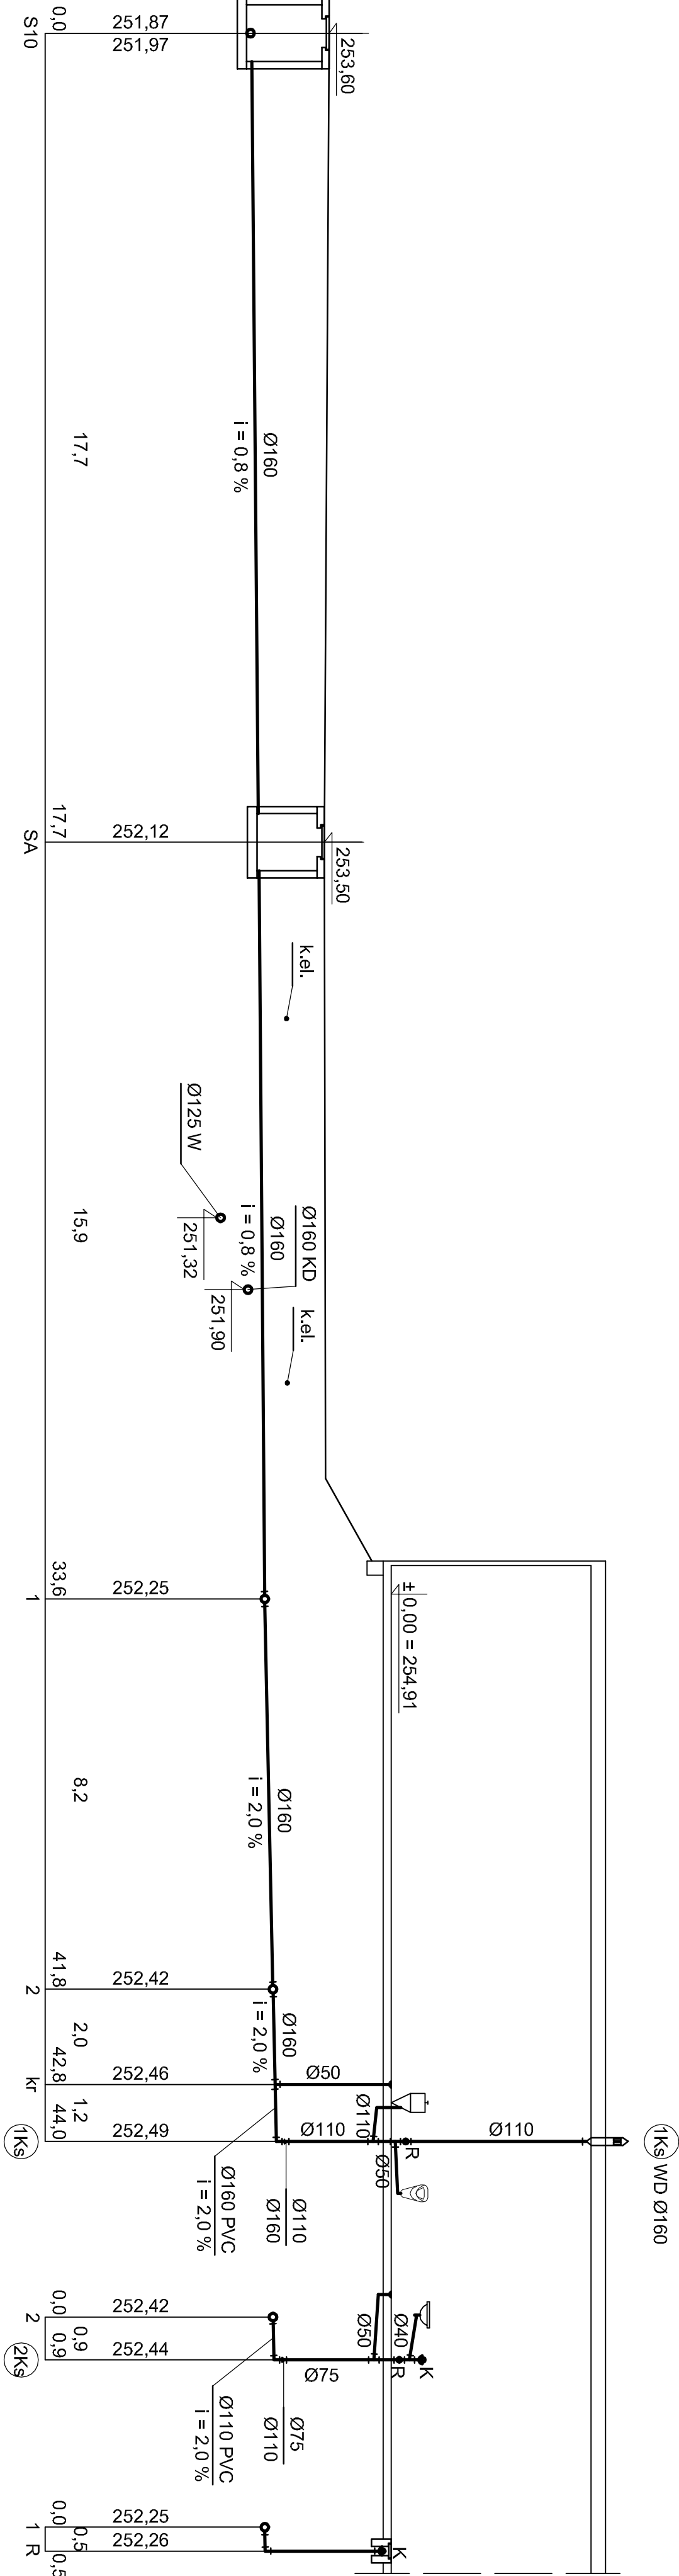 253,60
251,87
251,97
0,0
S10
Ø160
i = 0,8 %
17,7
253,50
252,12
17,7
SA
k.el.
Ø125 W
251,32
Ø160 KD
251,90
k.el.
Ø160
i = 0,8 %
15,9
± 0,00 = 254,91
252,25
33,6
1
Ø160
i = 2,0 %
8,2
252,42
41,8
2
Ø160
i = 2,0 %
2,0
Ø50
252,46
42,8
kr
1,2
1Ks WD Ø160
Ø110
R
Ø110
Ø50
Ø110
252,49
44,0
1Ks
Ø110
Ø160
Ø160 PVC
i = 2,0 %
252,42
0,0
2
0,9
Ø50
Ø40
K
R
Ø75
252,44
0,9
2Ks
Ø75
Ø110
Ø110 PVC
i = 2,0 %
252,25
0,0
1
0,5
K
252,26
0,5
R